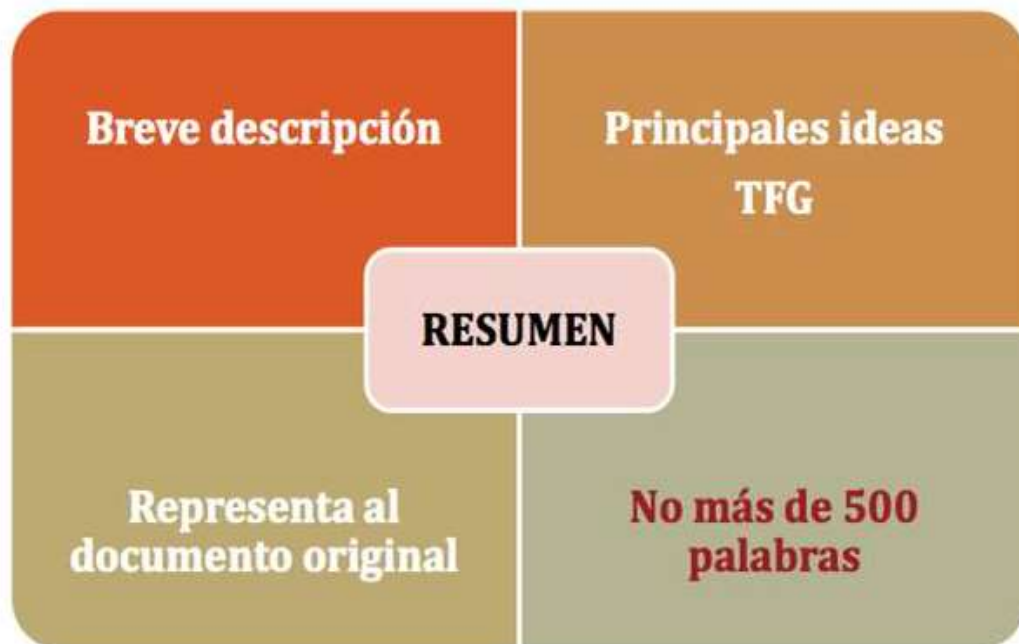 Breve descripción
Principales ideas
TFG
RESUMEN
Representa al
documento original
No más de 500
palabras